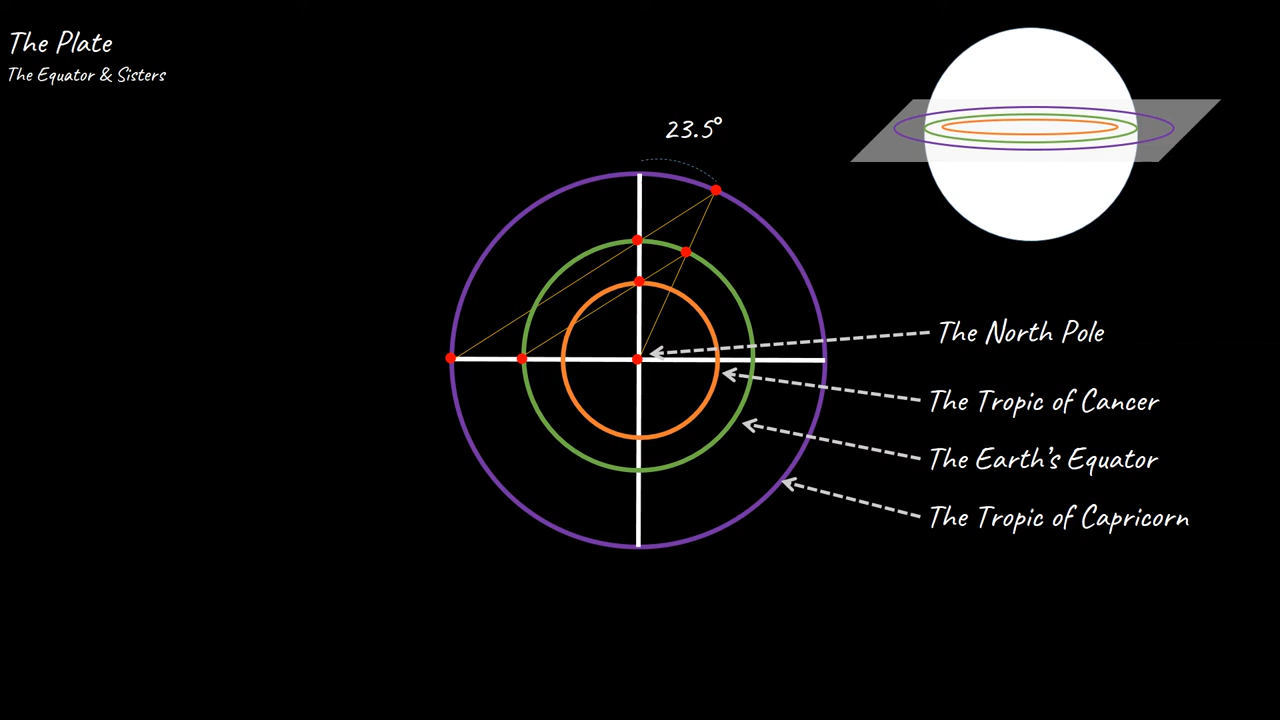 The Plate
The Equator & Sisters
23.5°
The North Pole
The Tropic of Cancer
The Earth's Equator
The Tropic of Capricorn